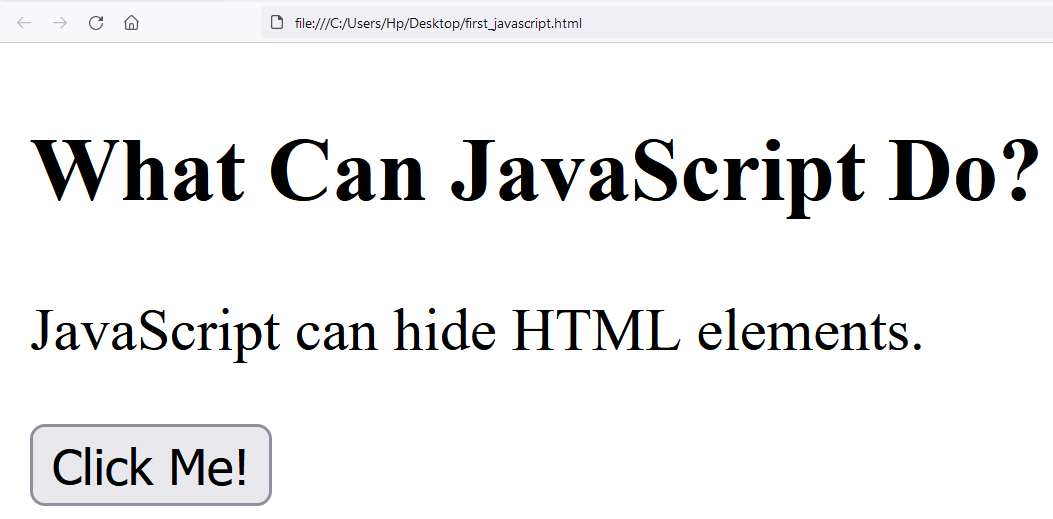 file:///C:/Users/Hp/Desktop/first_javascript.html
What Can JavaScript Do?
JavaScript can hide HTML elements.
Click Me!